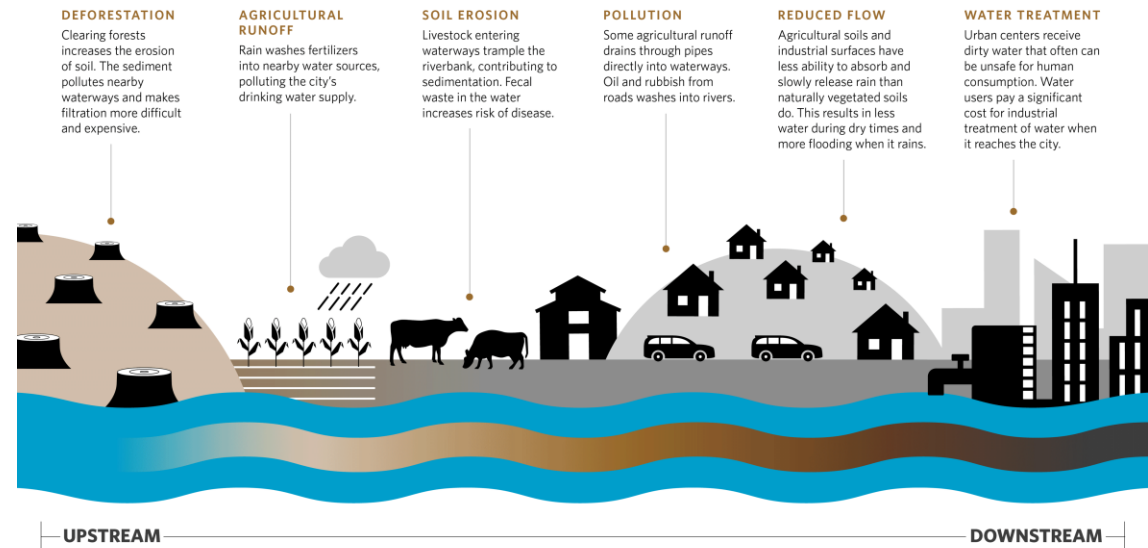 DEFORESTATION
Clearing forests
increases the erosion
of soil. The sediment
pollutes nearby
waterways and makes
filtration more difficult
and expensive.
AGRICULTURAL
RUNOFF
Rain washes fertilizers
into nearby water sources,
polluting the city's
drinking water supply.
SOIL EROSION
Livestock entering
waterways trample the
riverbank, contributing to
sedimentation. Fecal
waste in the water
increases risk of disease.
POLLUTION
Some agricultural runoff
drains through pipes
directly into waterways.
Oil and rubbish from
roads washes into rivers.
REDUCED FLOW
Agricultural soils and
industrial surfaces have
less ability to absorb and
slowly release rain than
naturally vegetated soils
do. This results in less
water during dry times and
more flooding when it rains.
WATER TREATMENT
Urban centers receive
dirty water that often can
be unsafe for human
consumption. Water
users pay a significant
cost for industrial
treatment of water when
it reaches the city.
UPSTREAM
DOWNSTREAM